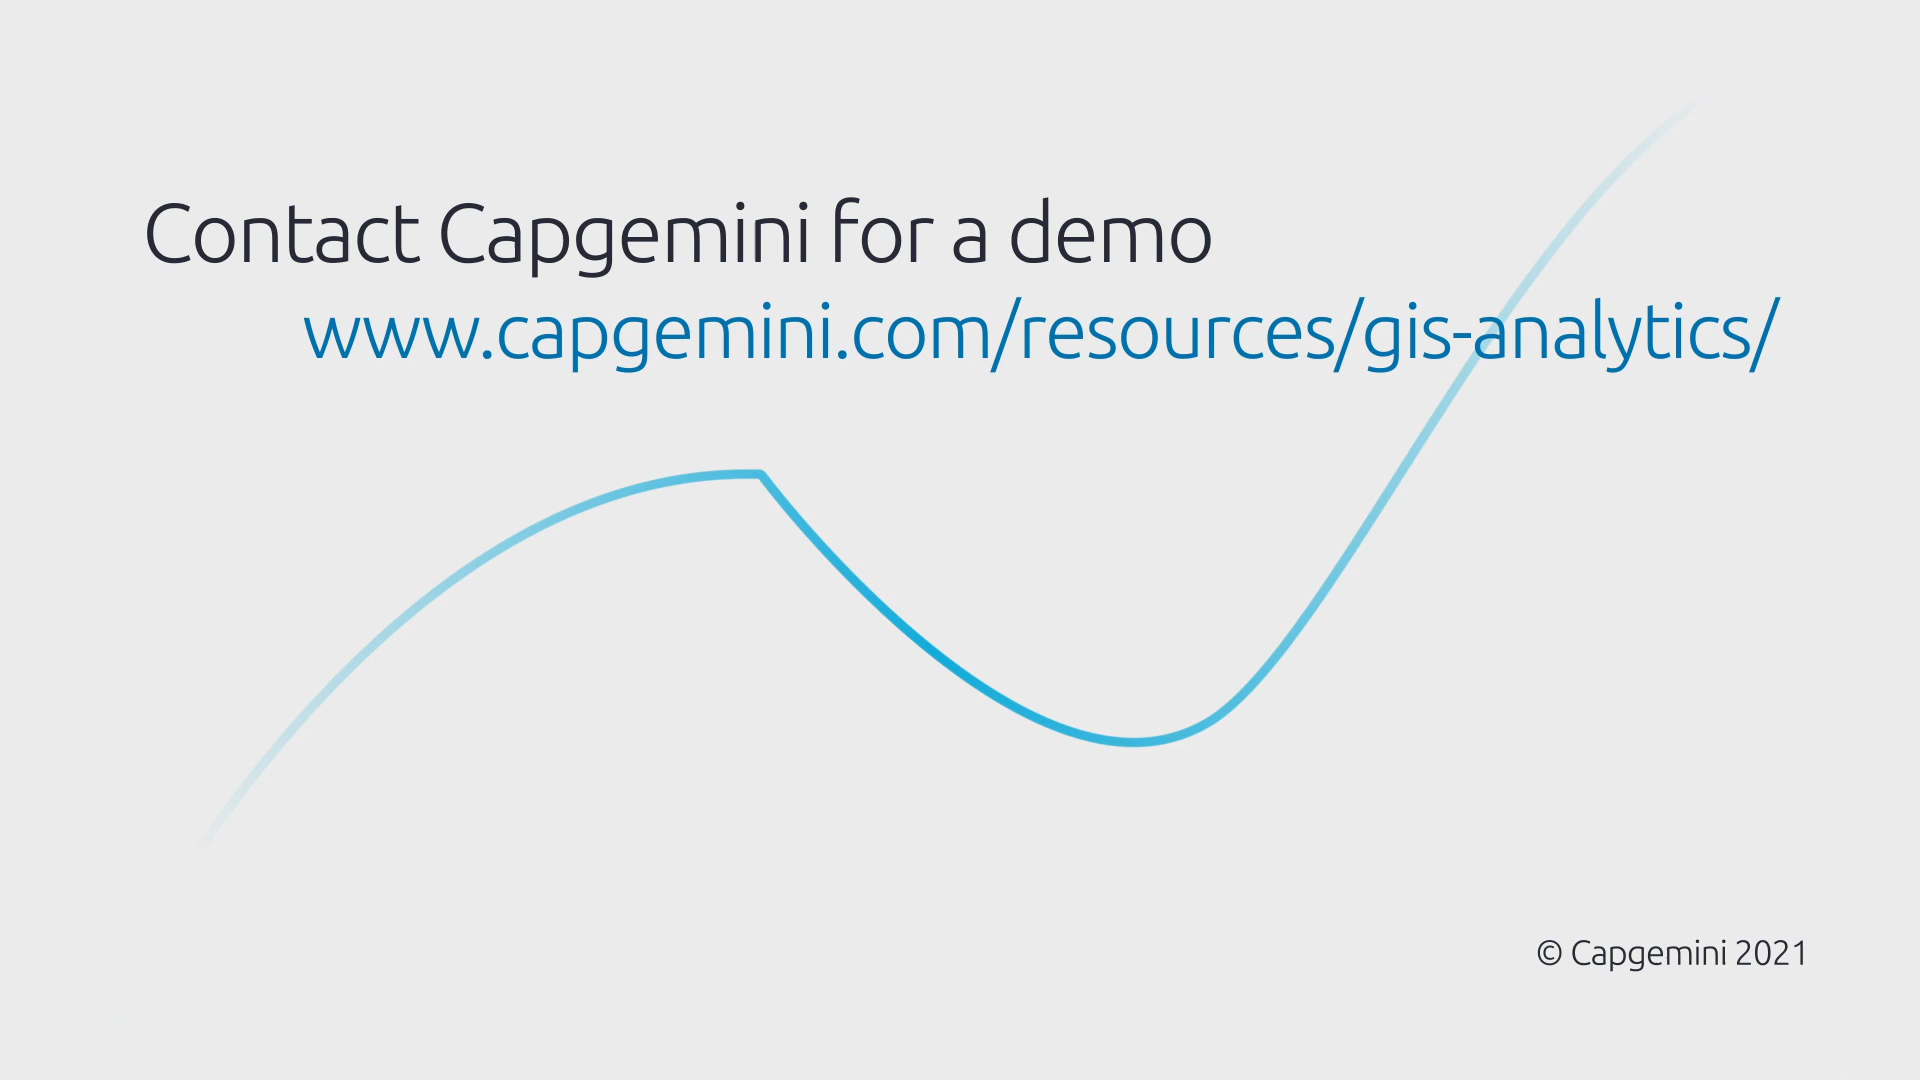 Contact Capgemini for a demo
www.capgemini.com/resources/gis-analytics/
© Capgemini 2021